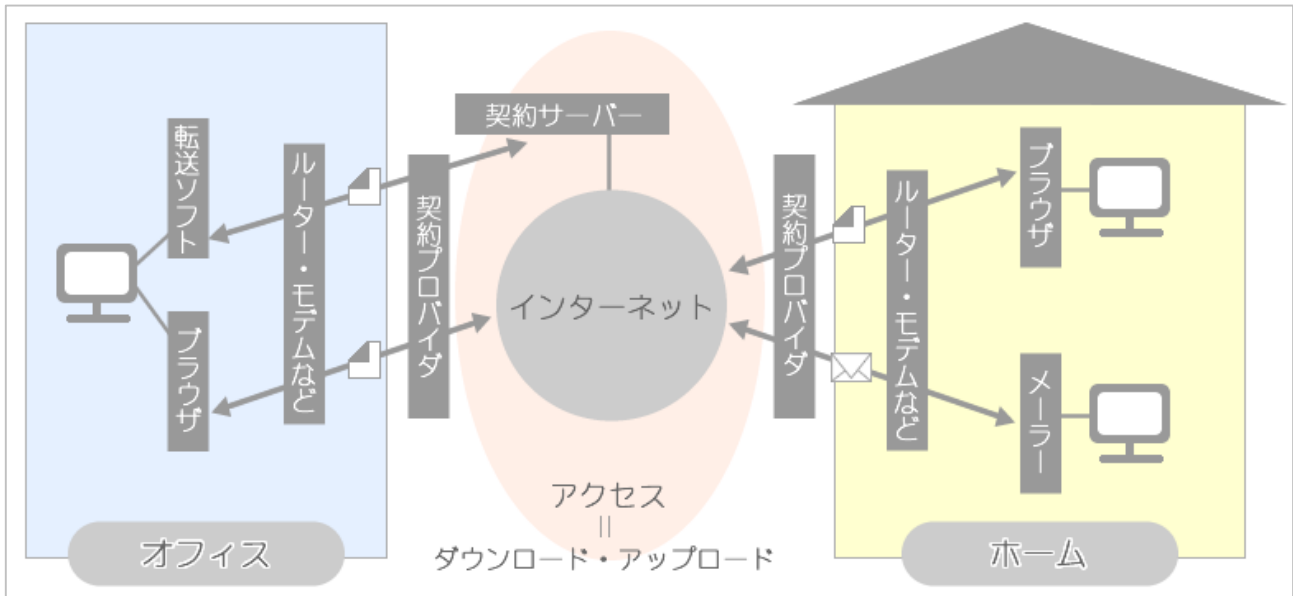 転送ソフト
ブラウザ
ルーター・モデムなど
契約プロバイダ
オフィス
契約サーバー
インターネット
アクセス
=
ダウンロード・アップロード
契約プロバイダ
ルーター・モデムなど
ブラウザ
メーラー
ホーム